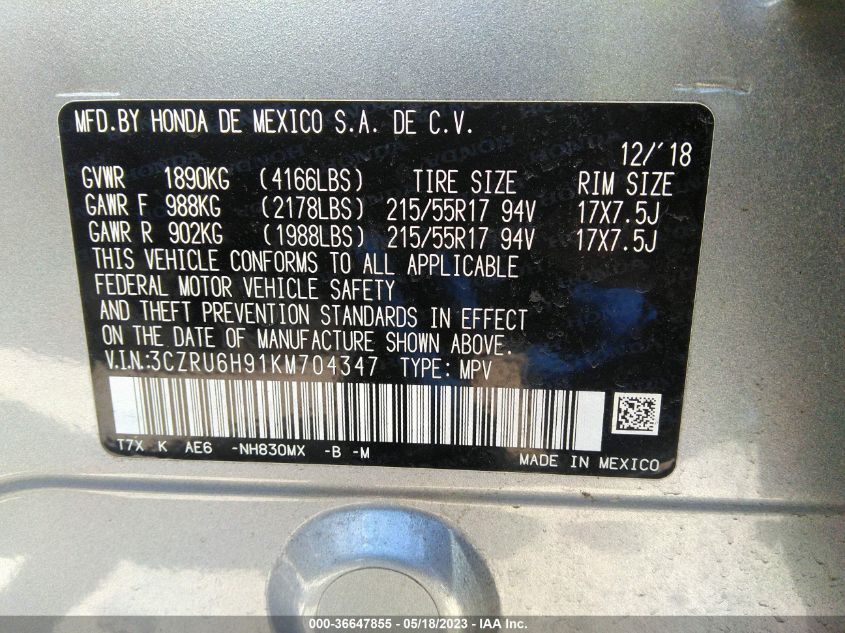 MFD.BY HONDA DE MEXICO S.A. DE C.V.
12/'18
GVWR 1890KG (4166LBS) TIRE SIZE RIM SIZE
GAWR F 988KG (2178LBS) 215/55R17 94V 17X7.5J
GAWR R 902KG (1988LBS) 215/55R17 94V 17X7.5J
THIS VEHICLE CONFORMS TO ALL APPLICABLE
FEDERAL MOTOR VEHICLE SAFETY
AND THEFT PREVENTION STANDARDS IN EFFECT
ON THE DATE OF MANUFACTURE SHOWN ABOVE.
V.I.N.:3CZRU6H91KM704347 TYPE: MPV
T7X K AE6 -NH830MX -B -M
MADE IN MEXICO
000-36647855 - 05/18/2023 - IAA Inc.